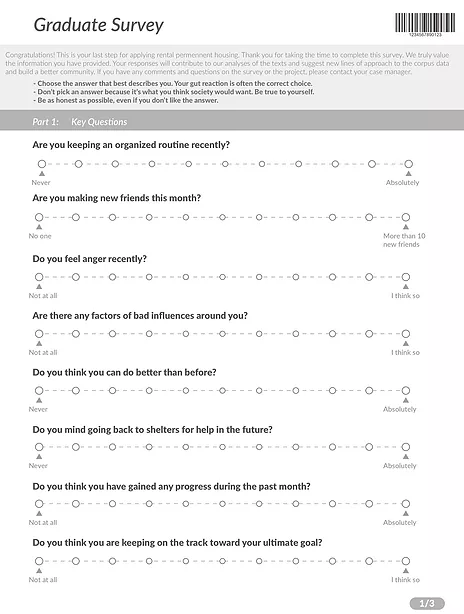 Graduate Survey
1234567890123
Congratulations! This is your last step for applying rental permennent housing. Thank you for taking the time to complete this survey. We truly value
the information you have provided. Your responses will contribute to our analyses of the texts and suggest new lines of approach to the corpus data
and build a better community. If you have any comments and questions on the survey or the project, please contact your case manager.
- Choose the answer that best describes you. Your gut reaction is often the correct choice.
- Don't pick an answer because it's what you think society would want. Be true to yourself.
- Be as honest as possible, even if you don't like the answer.
Part 1: Key Questions
Are you keeping an organized routine recently?
Never Absolutely
Are you making new friends this month?
No one More than 10
new friends
Do you feel anger recently?
Not at all I think so
Are there any factors of bad influences around you?
Not at all I think so
Do you think you can do better than before?
Never Absolutely
Do you mind going back to shelters for help in the future?
Never Absolutely
Do you think you have gained any progress during the past month?
Not at all Absolutely
Do you think you are keeping on the track toward your ultimate goal?
Not at all I think so
1/3